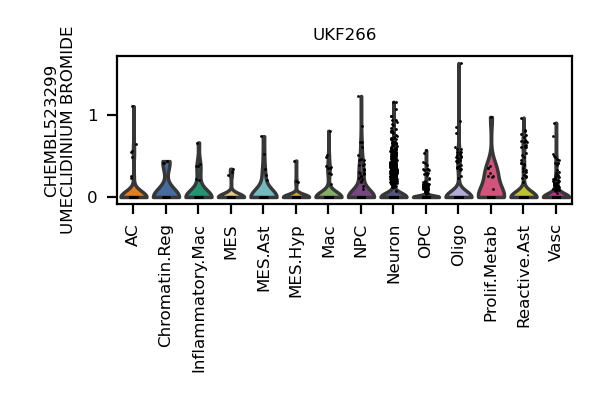 UKF266
CHEMBL523299
UMECLIDINIUM BROMIDE
1
0
AC
Chromatin.Reg
Inflammatory.Mac
MES
MES.Ast
MES.Hyp
Mac
NPC
Neuron
OPC
Oligo
Prolif.Metab
Reactive.Ast
Vasc